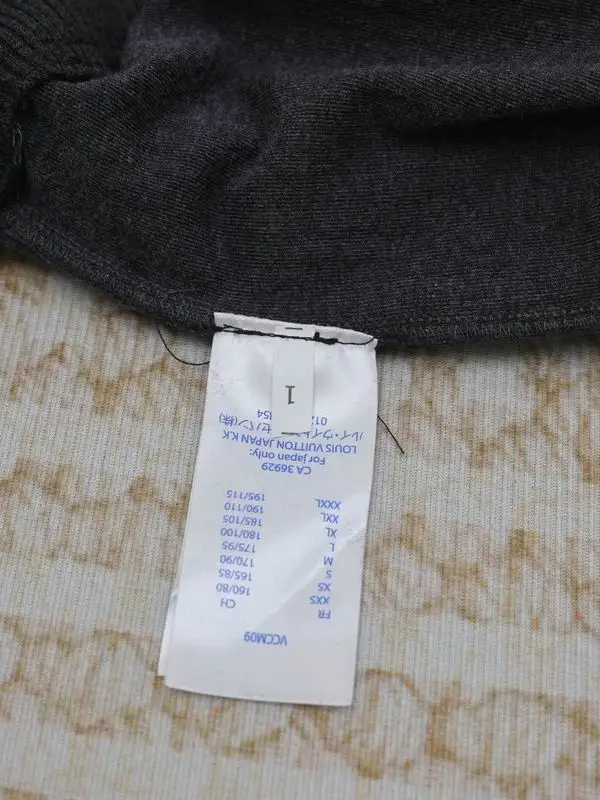 VCCM09
FR CH
XXS 160/80
XS 165/85
S 170/90
M 175/95
L 180/100
XL 185/105
XXL 190/110
XXXL 195/115
CA 36929
For japan only:
LOUIS VUITTON JAPAN K.K
(株)
1